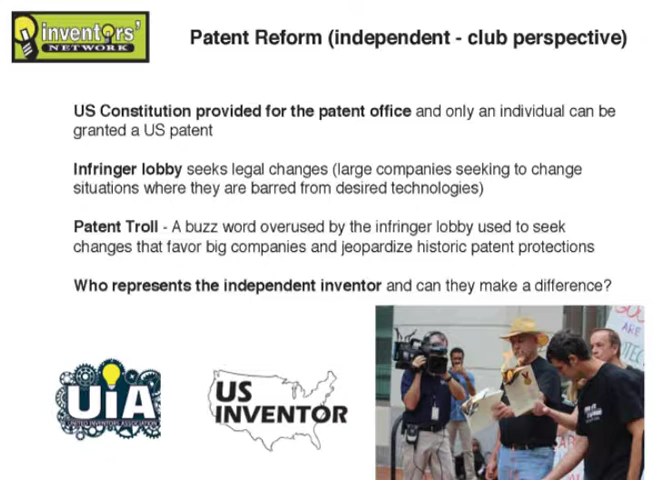 inventors'
NETWORK
Patent Reform (independent - club perspective)
US Constitution provided for the patent office and only an individual can be
granted a US patent
Infringer lobby seeks legal changes (large companies seeking to change
situations where they are barred from desired technologies)
Patent Troll - A buzz word overused by the infringer lobby used to seek
changes that favor big companies and jeopardize historic patent protections
Who represents the independent inventor and can they make a difference?
UiA
UNITED INVENTORS ASSOCIATION
US
INVENTOR
ARE